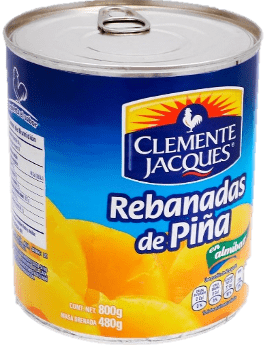 CLEMENTE
JACQUES
Rebanadas
de Piña
en almíbar
CONT. NET. 800g
MASA DRENADA 480g